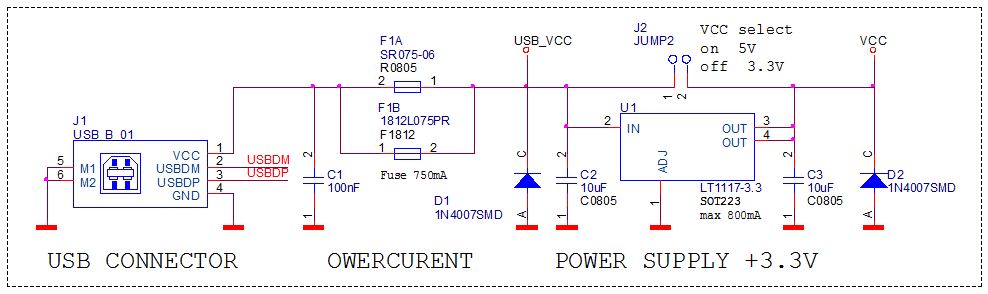 F1A
SR075-06
R0805
2
1
USB_VCC
J2
JUMP2
VCC select
on 5V
off 3.3V
VCC
1
2
F1B
1812L075PR
F1812
1
2
Fuse 750mA
J1
USB B 01
5
6
M1
M2
VCC
USBDM
USBDP
GND
1
2
3
4
USBDM
USBDP
2
C1
100nF
1
C
D1
1N4007SMD
A
2
C2
10uF
C0805
1
U1
2
IN
OUT
OUT
3
4
ADJ
1
LT1117-3.3
SOT223
max 800mA
2
C3
10uF
C0805
1
C
D2
1N4007SMD
A
USB CONNECTOR
OWERCURENT
POWER SUPPLY +3.3V